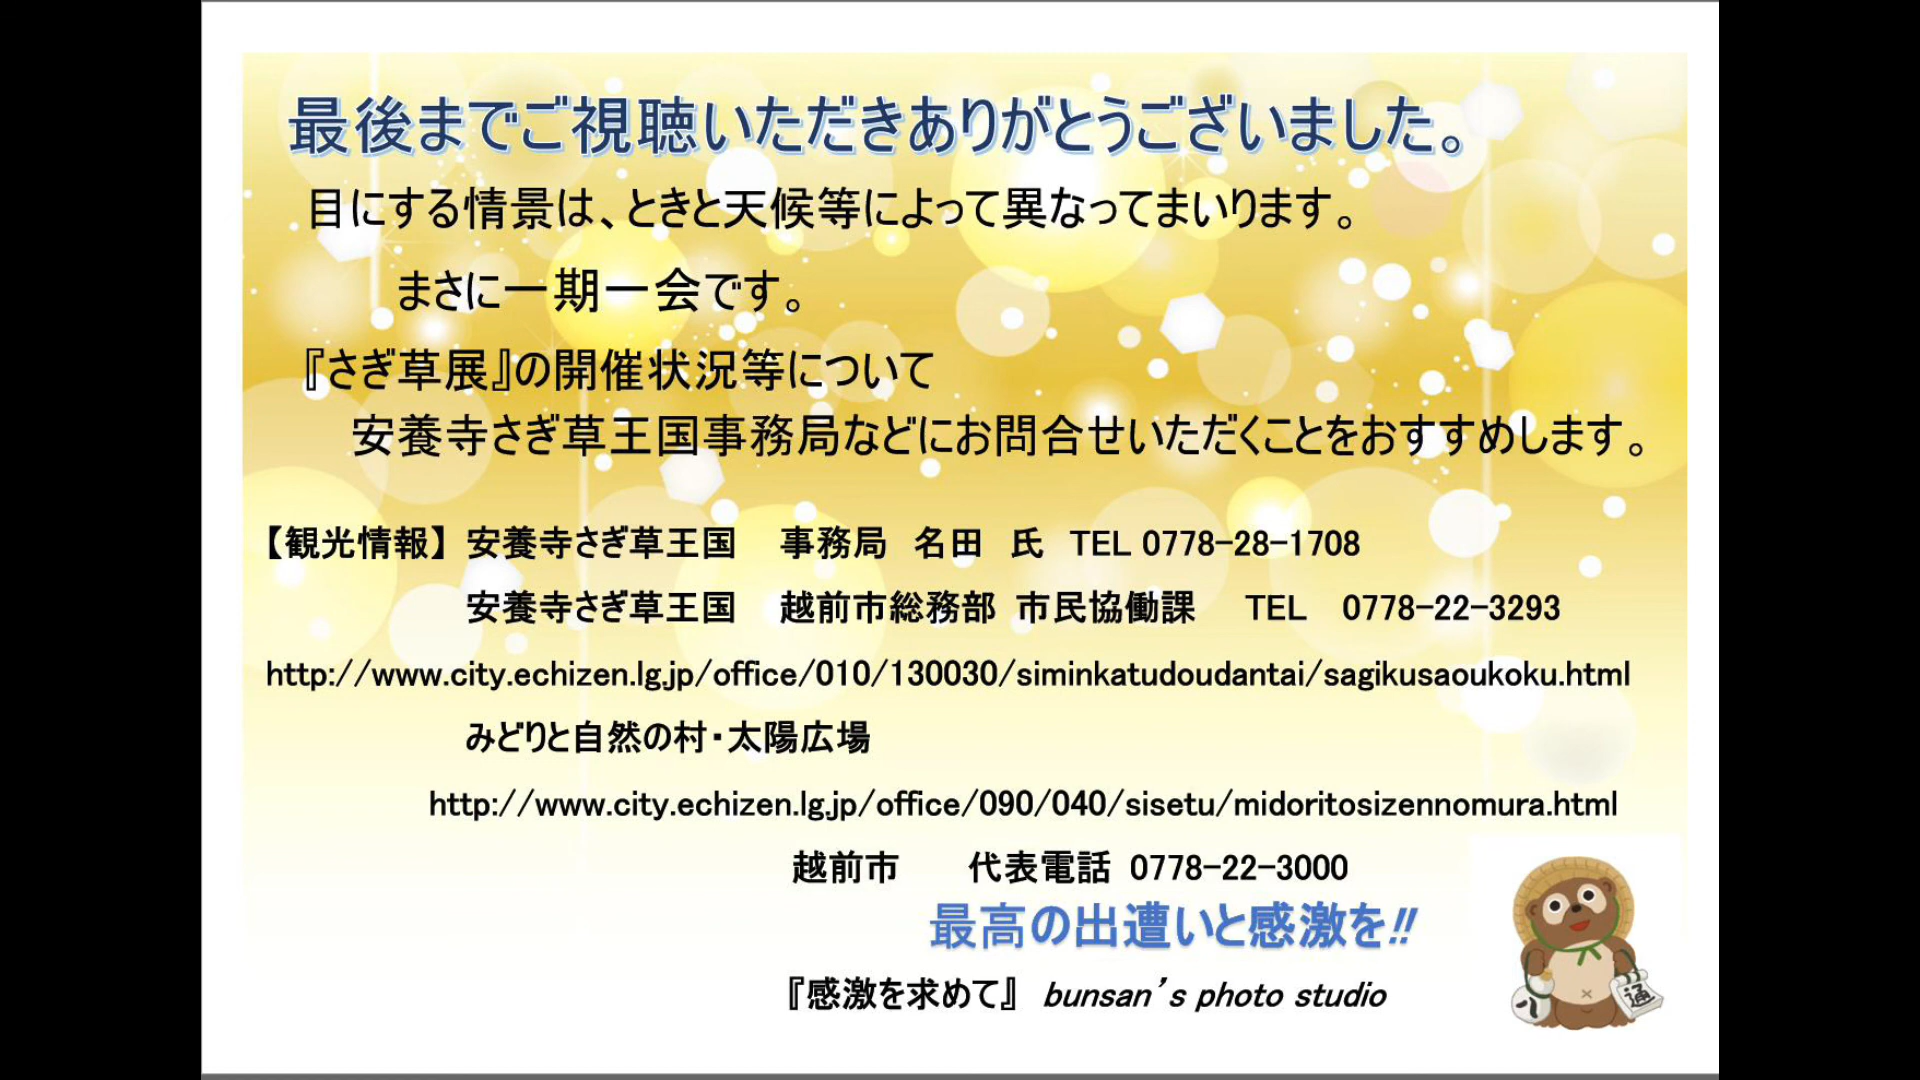 最後までご視聴いただきありがとうございました。
目にする情景は、ときと天候等によって異なってまいります。
まさに一期一会です。
『さぎ草展』の開催状況等について
安養寺さぎ草王国事務局などにお問合せいただくことをおすすめします。
【観光情報】 安養寺さぎ草王国　事務局　名田　氏　TEL 0778-28-1708
安養寺さぎ草王国　越前市総務部 市民協働課　TEL　0778-22-3293
http://www.city.echizen.lg.jp/office/010/130030/siminkatudoudantai/sagikusaoukoku.html
みどりと自然の村・太陽広場
http://www.city.echizen.lg.jp/office/090/040/sisetu/midoritosizennomura.html
越前市　　代表電話 0778-22-3000
最高の出遭いと感激を!!
『感激を求めて』 bunsan's photo studio
八
通